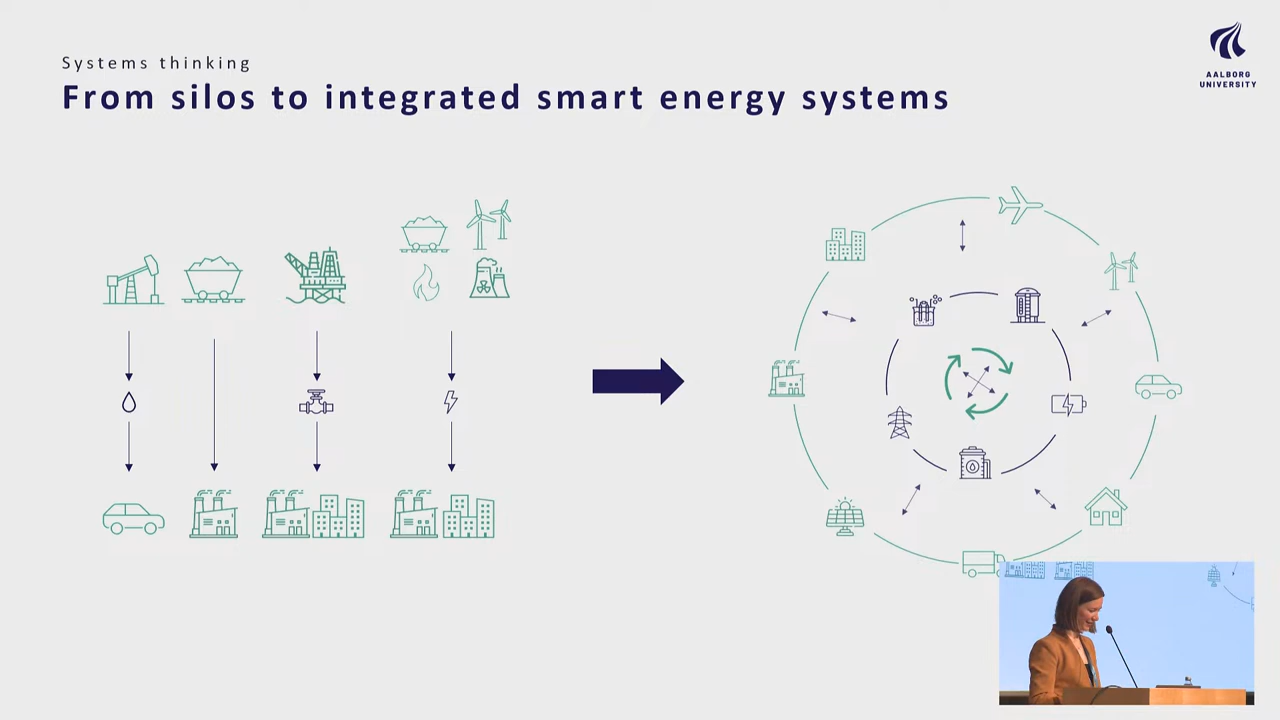 Systems thinking
From silos to integrated smart energy systems
AALBORG
UNIVERSITY